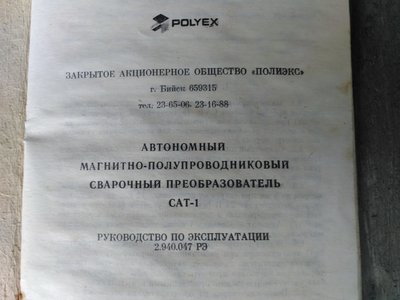 POLYEX
ЗАКРЫТОЕ АКЦИОНЕРНОЕ ОБЩЕСТВО «ПОЛИЭКС»
г. Бийск 659315
тел. 23-65-06, 23-16-88
АВТОНОМНЫЙ
МАГНИТНО-ПОЛУПРОВОДНИКОВЫЙ
СВАРОЧНЫЙ ПРЕОБРАЗОВАТЕЛЬ
САТ-1
РУКОВОДСТВО ПО ЭКСПЛУАТАЦИИ
2.940.047 РЭ